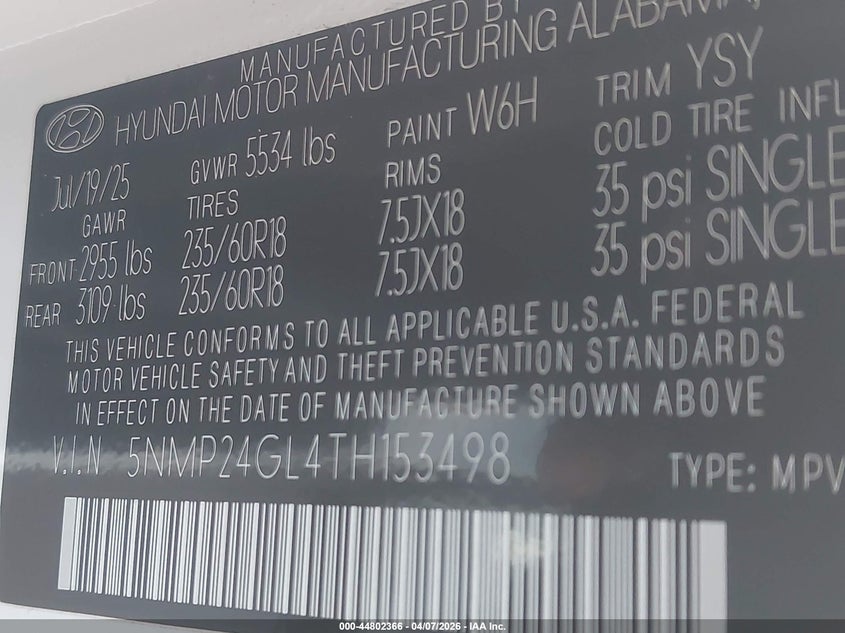 MANUFACTURED BY
HYUNDAI MOTOR MANUFACTURING ALABAMA,
Jul/19/25 GVWR 5534 lbs PAINT W6H TRIM YSY
GAWR TIRES RIMS COLD TIRE INFL
FRONT 2955 lbs 235/60R18 7.5JX18 35 psi SINGLE
REAR 3109 lbs 235/60R18 7.5JX18 35 psi SINGLE
THIS VEHICLE CONFORMS TO ALL APPLICABLE U.S.A. FEDERAL
MOTOR VEHICLE SAFETY AND THEFT PREVENTION STANDARDS
IN EFFECT ON THE DATE OF MANUFACTURE SHOWN ABOVE
V.I.N 5NMP24GL4TH153498 TYPE: MPV
000-44802366 - 04/07/2026 - IAA Inc.